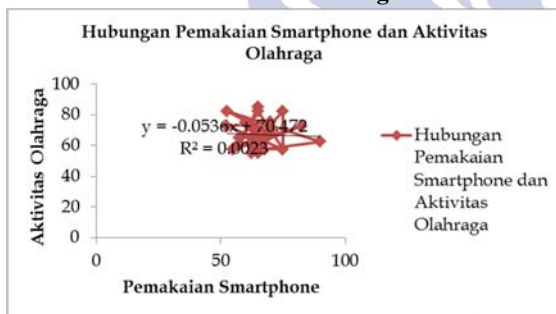 Hubungan Pemakaian Smartphone dan Aktivitas
Olahraga
100
80
60
40
20
0
Aktivitas Olahraga
y = -0.0536x + 70.472
R² = 0.0023
Hubungan
Pemakaian
Smartphone dan
Aktivitas
Olahraga
0
50
100
Pemakaian Smartphone